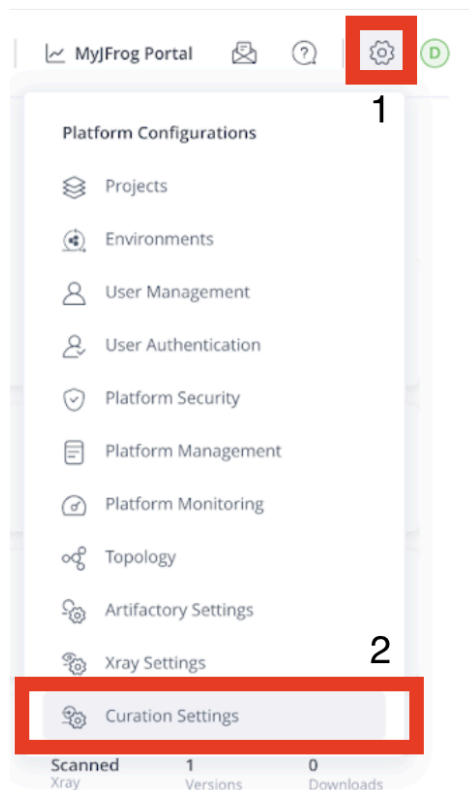 MyJFrog Portal
D
1
Platform Configurations
Projects
Environments
User Management
User Authentication
Platform Security
Platform Management
Platform Monitoring
Topology
Artifactory Settings
Xray Settings
2
Curation Settings
Scanned 1 0
Xray Versions Downloads